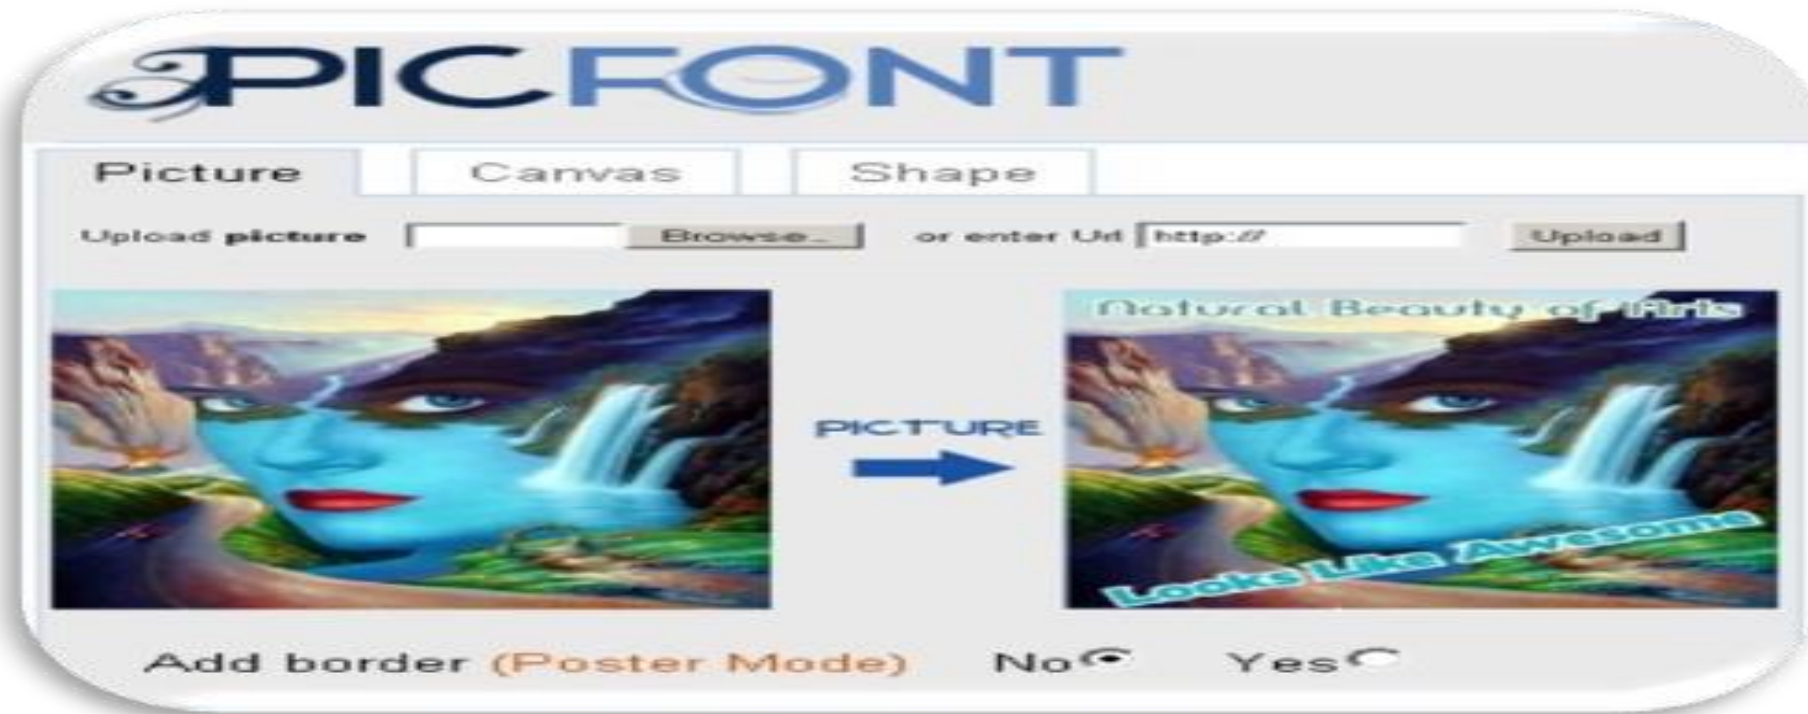 PICFONT
Picture Canvas Shape
Upload picture Browse... or enter Url http:// Upload
Natural Beauty of Arts
PICTURE
Looks Like Awesome
Add border (Poster Mode) No Yes